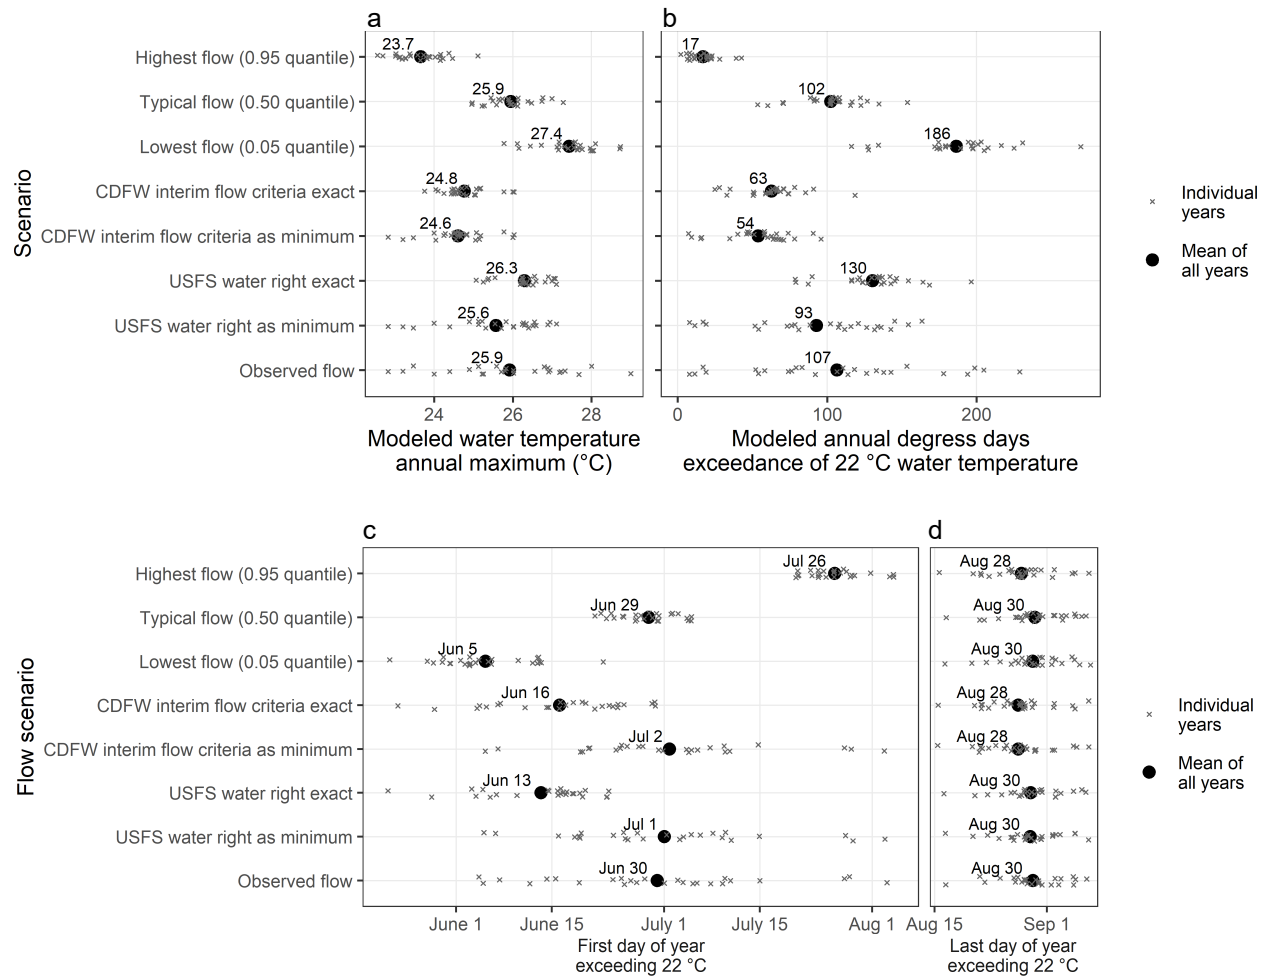 a
b
23.7
17
Highest flow (0.95 quantile)
25.9
102
Typical flow (0.50 quantile)
27.4
186
Lowest flow (0.05 quantile)
24.8
63
CDFW interim flow criteria exact
24.6
54
CDFW interim flow criteria as minimum
26.3
130
USFS water right exact
25.6
93
USFS water right as minimum
25.9
107
Observed flow
Scenario
24 26 28
0 100 200
Modeled water temperature
annual maximum (°C)
Modeled annual degress days
exceedance of 22 °C water temperature
Individual
years
Mean of
all years
c
d
Jul 26
Aug 28
Highest flow (0.95 quantile)
Jun 29
Aug 30
Typical flow (0.50 quantile)
Jun 5
Aug 30
Lowest flow (0.05 quantile)
Jun 16
Aug 28
CDFW interim flow criteria exact
Jul 2
Aug 28
CDFW interim flow criteria as minimum
Jun 13
Aug 30
USFS water right exact
Jul 1
Aug 30
USFS water right as minimum
Jun 30
Aug 30
Observed flow
Flow scenario
June 1 June 15 July 1 July 15 Aug 1
Aug 15 Sep 1
First day of year
exceeding 22 °C
Last day of year
exceeding 22 °C
Individual
years
Mean of
all years